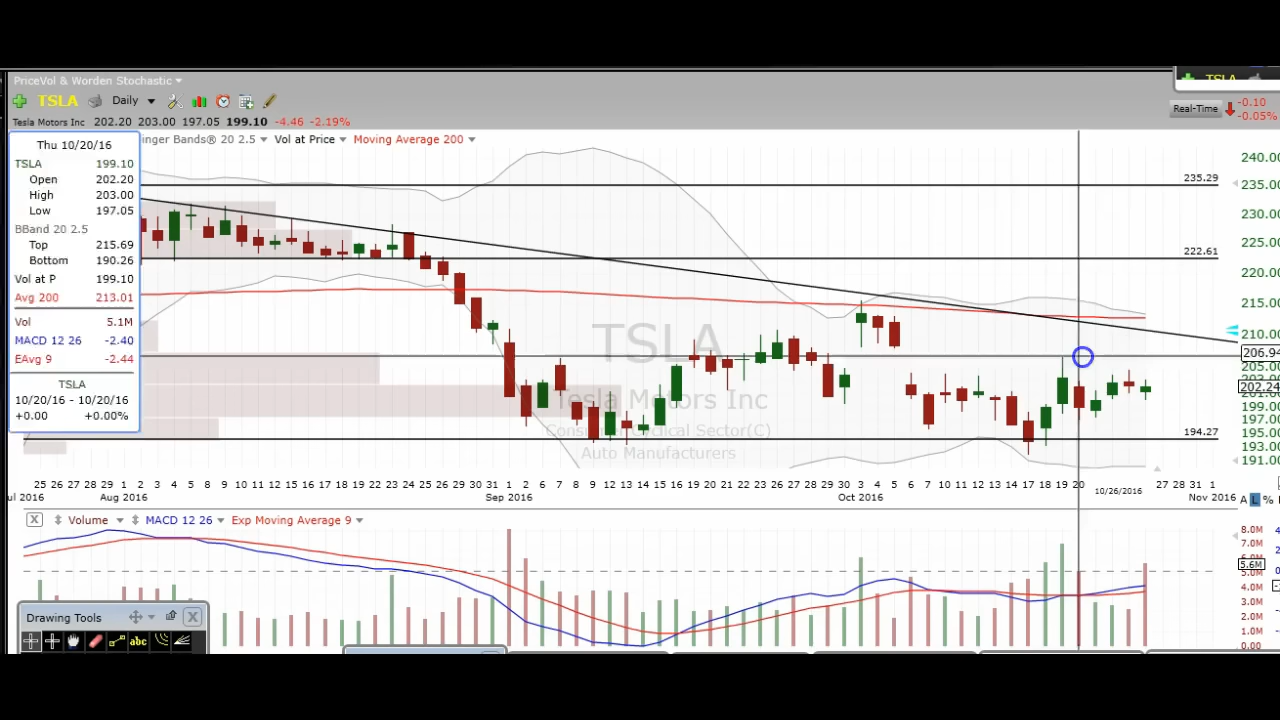 PriceVol & Worden Stochastic
TSLA
TSLA Daily
Real-Time -0.10
-0.05%
Tesla Motors Inc 202.20 203.00 197.05 199.10 -4.46 -2.19%
inger Bands® 20 2.5 Vol at Price Moving Average 200
Thu 10/20/16
TSLA 199.10
Open 202.20
High 203.00
Low 197.05
BBand 20 2.5
Top 215.69
Bottom 190.26
Vol at P 199.10
Avg 200 213.01
Vol 5.1M
MACD 12 26 -2.40
EAvg 9 -2.44
TSLA
10/20/16 - 10/20/16
+0.00 +0.00%
235.29
222.61
194.27
240.00
235.00
230.00
225.00
220.00
215.00
210.00
206.94
205.00
202.24
199.00
197.00
195.00
193.00
191.00
TSLA
Tesla Motors Inc
Consumer Cyclical Sector(C)
Auto Manufacturers
25 26 27 28 29 1 2 3 4 5 8 9 10 11 12 15 16 17 18 19 22 23 24 25 26 29 30 31 1 2 6 7 8 9 12 13 14 15 16 19 20 21 22 23 26 27 28 29 30 3 4 5 6 7 10 11 12 13 14 17 18 19 20 10/26/2016 27 28 31 1
ul 2016 Aug 2016 Sep 2016 Oct 2016 Nov 2016 A L %
X Volume MACD 12 26 Exp Moving Average 9
8.0M
7.0M
5.6M
5.0M
4.0M
3.0M
2.0M
1.0M
0.00
Drawing Tools X
abc